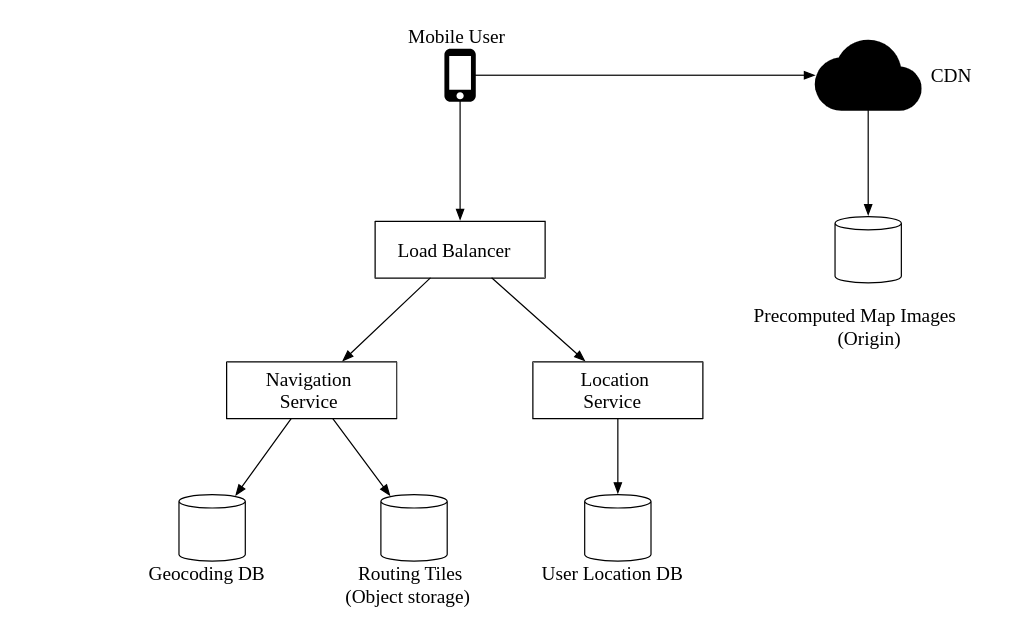 Mobile User
CDN
Load Balancer
Precomputed Map Images
(Origin)
Navigation
Service
Location
Service
Geocoding DB
Routing Tiles
(Object storage)
User Location DB